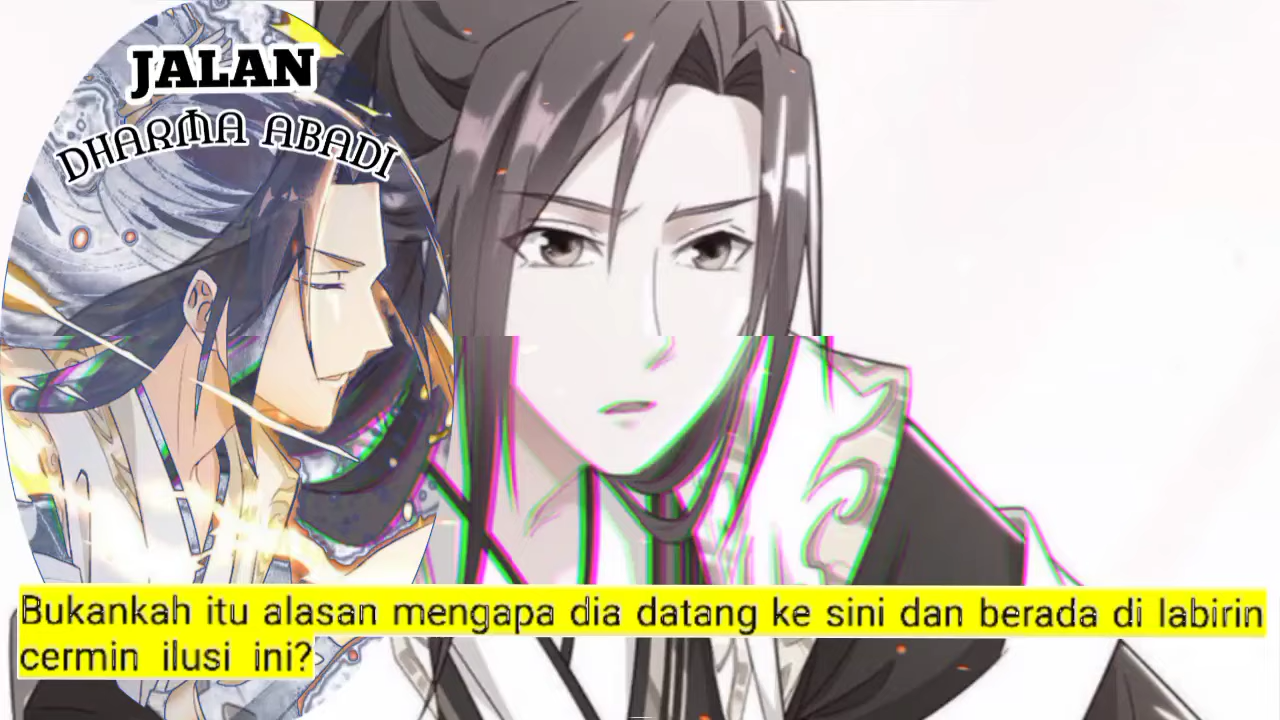 JALAN
DHARMA ABADI
Bukankah itu alasan mengapa dia datang ke sini dan berada di labirin
cermin ilusi ini?